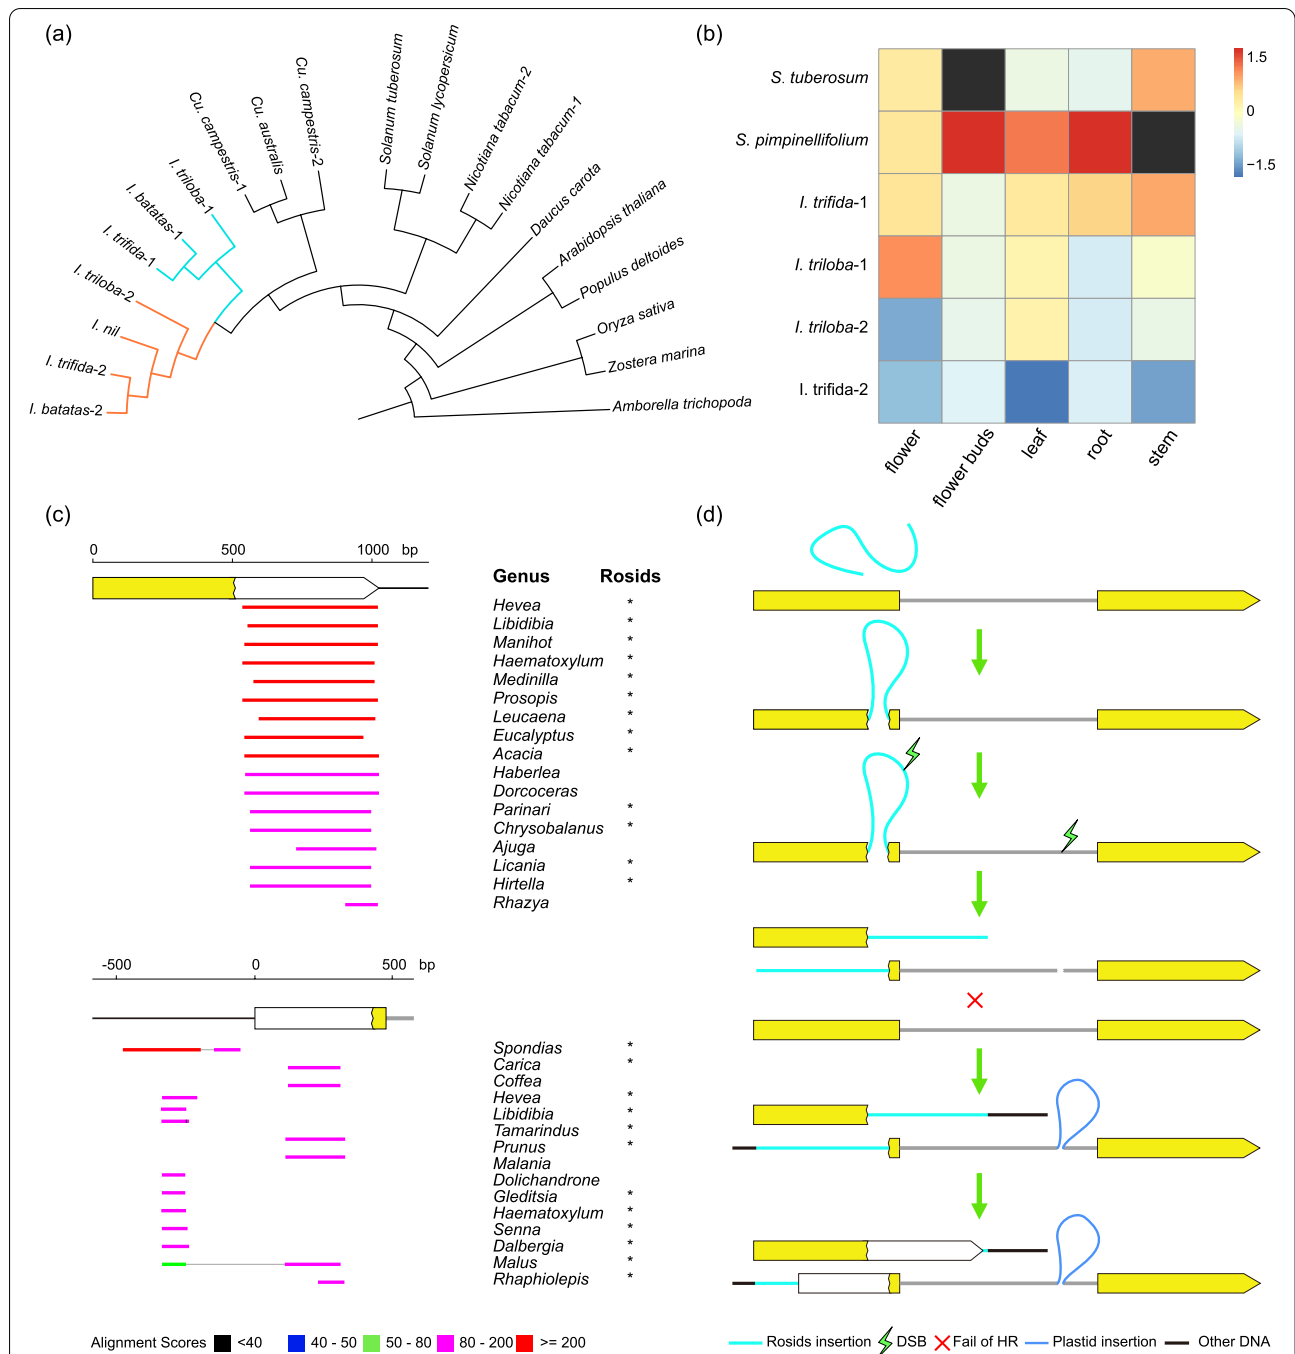 (a)
Solanum tuberosum
Solanum lycopersicum
Nicotiana tabacum-2
Nicotiana tabacum-1
Daucus carota
Arabidopsis thaliana
Populus deltoides
Oryza sativa
Zostera marina
Amborella trichopoda
Cu. campestris-2
Cu. australis
Cu. campestris-1
I. triloba-1
I. batatas-1
I. trifida-1
I. triloba-2
I. nil
I. trifida-2
I. batatas-2
(b)
S. tuberosum
S. pimpinellifolium
I. trifida-1
I. triloba-1
I. triloba-2
I. trifida-2
flower
flower buds
leaf
root
stem
1.5
0
−1.5
(c)
0 500 1000 bp
Genus Rosids
Hevea *
Libidibia *
Manihot *
Haematoxylum *
Medinilla *
Prosopis *
Leucaena *
Eucalyptus *
Acacia *
Haberlea
Dorcoceras
Parinari *
Chrysobalanus *
Ajuga
Licania *
Hirtella *
Rhazya
-500 0 500 bp
Spondias *
Carica *
Coffea
Hevea *
Libidibia *
Tamarindus *
Prunus *
Malania
Dolichandrone
Gleditsia *
Haematoxylum *
Senna *
Dalbergia *
Malus *
Rhaphiolepis *
Alignment Scores <40 40 - 50 50 - 80 80 - 200 >= 200
(d)
Rosids insertion DSB Fail of HR Plastid insertion Other DNA